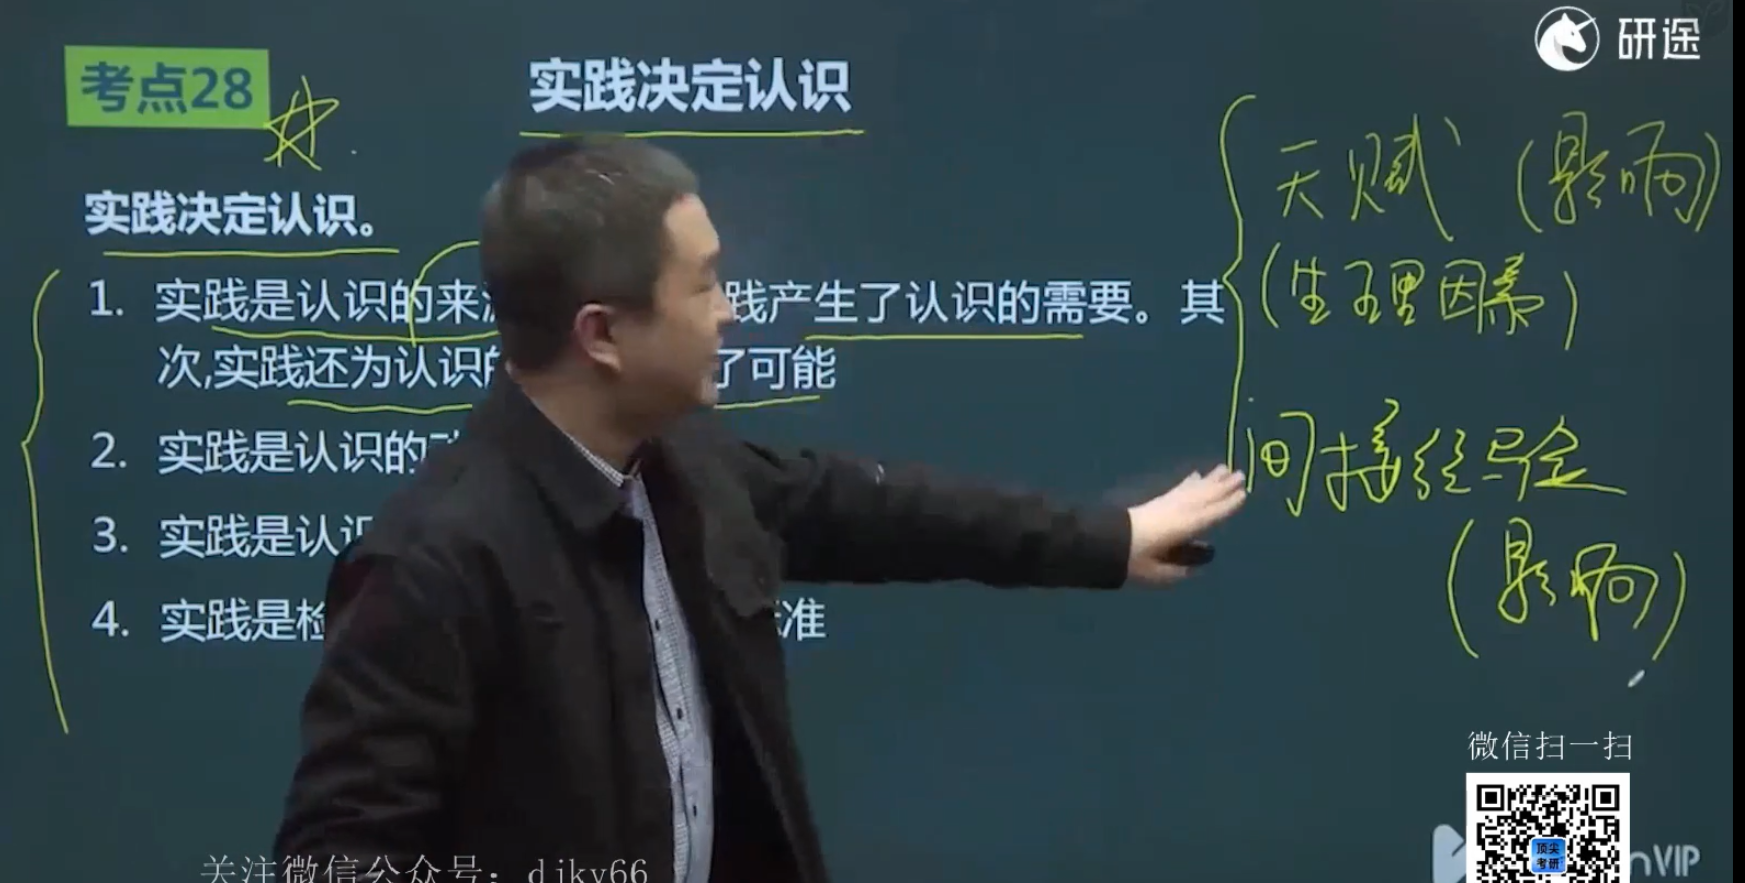 研途
考点28
实践决定认识
实践决定认识。
1. 实践是认识的来 践产生了认识的需要。其
次,实践还为认识 了可能
2. 实践是认识的
3. 实践是认
4. 实践是检 准
天赋 (影响)
(生理因素)
间接经验
(影响)
微信扫一扫
顶尖
考研
VIP
关注微信公众号: djky66